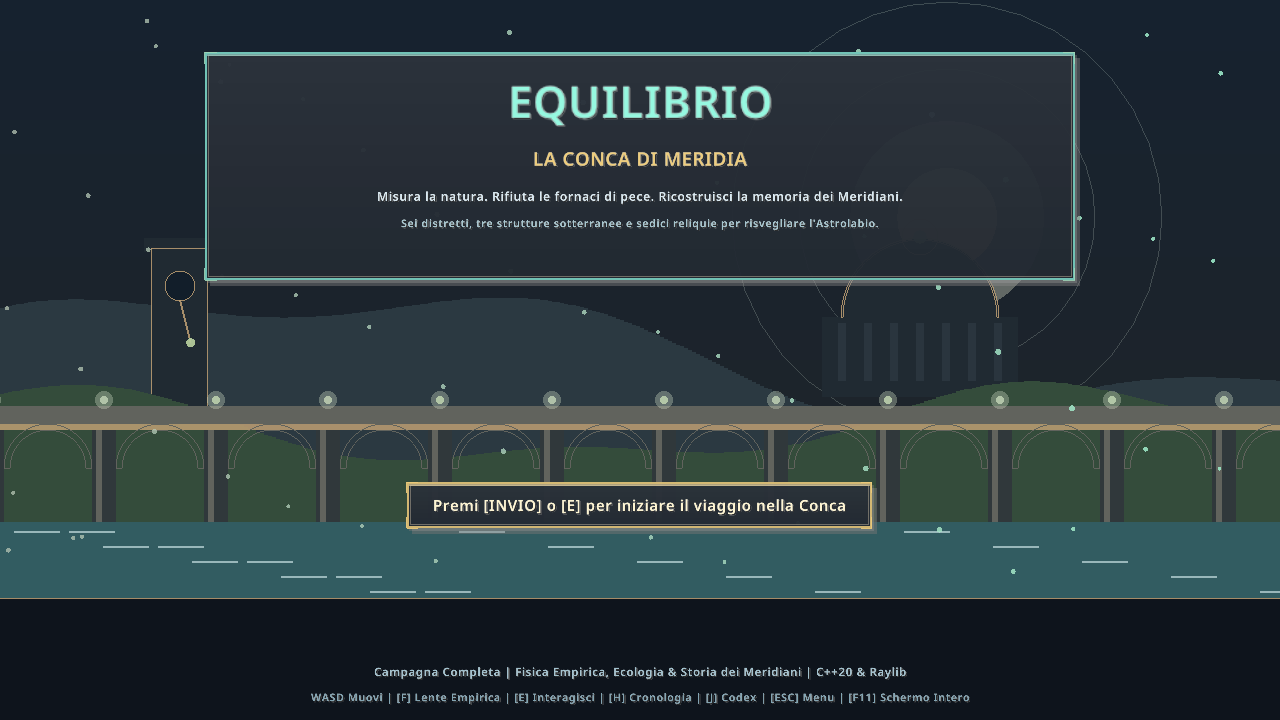 EQUILIBRIO
LA CONCA DI MERIDIA
Misura la natura. Rifiuta le fornaci di pece. Ricostruisci la memoria dei Meridiani.
Sei distretti, tre strutture sotterranee e sedici reliquie per risvegliare l'Astrolabio.
Premi [INVIO] o [E] per iniziare il viaggio nella Conca
Campagna Completa | Fisica Empirica, Ecologia & Storia dei Meridiani | C++20 & Raylib
WASD Muovi | [F] Lente Empirica | [E] Interagisci | [H] Cronologia | [J] Codex | [ESC] Menu | [F11] Schermo Intero